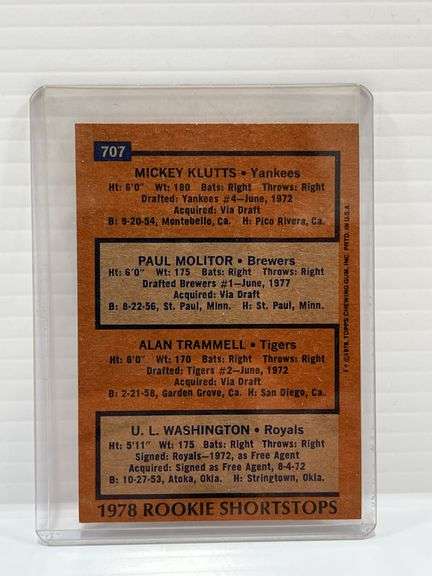 707
MICKEY KLUTTS • Yankees
Ht: 6'0" Wt: 180 Bats: Right Throws: Right
Drafted: Yankees #4—June, 1972
Acquired: Via Draft
B: 9-20-54, Montebello, Ca. H: Pico Rivera, Ca.
PAUL MOLITOR • Brewers
Ht: 6'0" Wt: 175 Bats: Right Throws: Right
Drafted Brewers #1—June, 1977
Acquired: Via Draft
B: 8-22-56, St. Paul, Minn. H: St. Paul, Minn.
ALAN TRAMMELL • Tigers
Ht: 6'0" Wt: 170 Bats: Right Throws: Right
Drafted: Tigers #2—June, 1972
Acquired: Via Draft
B: 2-21-58, Garden Grove, Ca. H: San Diego, Ca.
U. L. WASHINGTON • Royals
Ht: 5'11" Wt: 175 Bats: Right Throws: Right
Signed: Royals—1972, as Free Agent
Acquired: Signed as Free Agent, 8-4-72
B: 10-27-53, Atoka, Okla. H: Stringtown, Okla.
1978 ROOKIE SHORTSTOPS
© 1978 TOPPS CHEWING GUM, INC. PRTD. IN U.S.A.